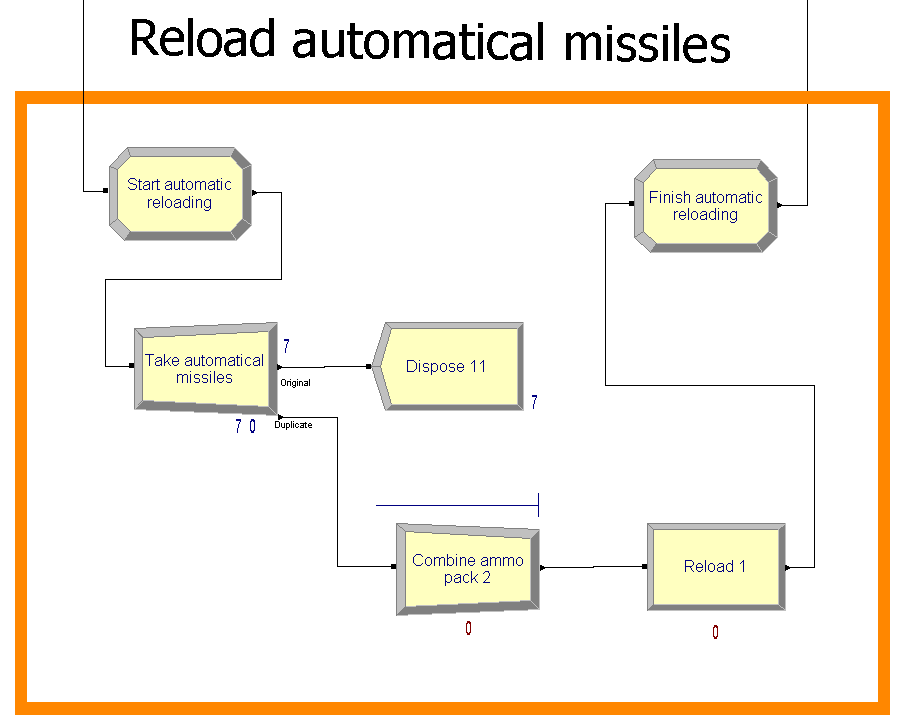 Reload automatical missiles
Start automatic
reloading
Finish automatic
reloading
Take automatical
missiles
7
Original
Dispose 11
7
7 0
Duplicate
Combine ammo
pack 2
0
Reload 1
0